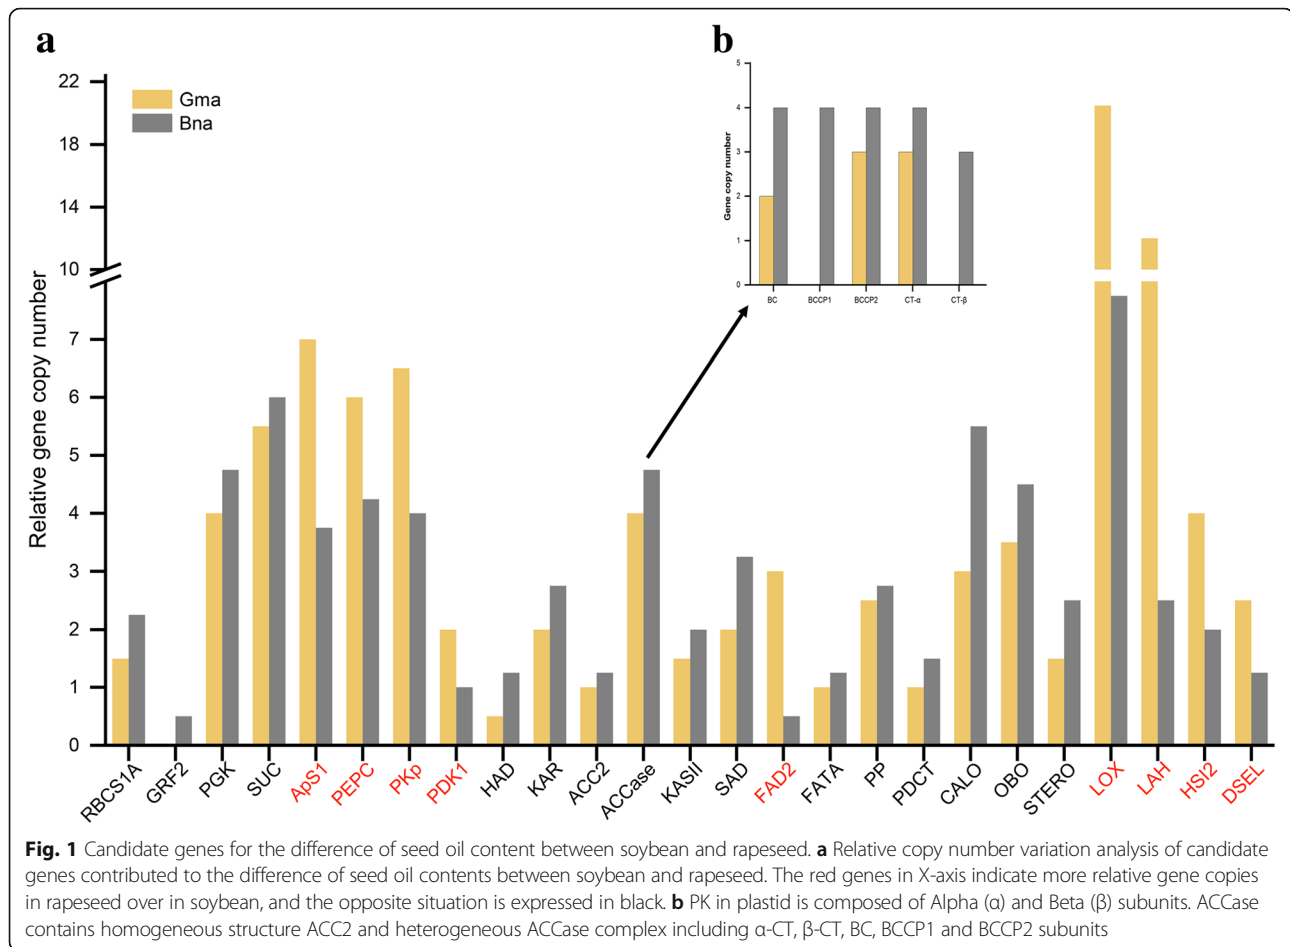 a
22
18
14
10
7
6
5
4
3
2
1
0
Relative gene copy number
Gma
Bna
RBCS1A
GRF2
PGK
SUC
ApS1
PEPC
PKp
PDK1
HAD
KAR
ACC2
ACCase
KASII
SAD
FAD2
FATA
PP
PDCT
CALO
OBO
STERO
LOX
LAH
HSI2
DSEL
b
5
4
3
2
1
0
Gene copy number
BC
BCCP1
BCCP2
CT-α
CT-β
Fig. 1 Candidate genes for the difference of seed oil content between soybean and rapeseed. a Relative copy number variation analysis of candidate
genes contributed to the difference of seed oil contents between soybean and rapeseed. The red genes in X-axis indicate more relative gene copies
in rapeseed over in soybean, and the opposite situation is expressed in black. b PK in plastid is composed of Alpha (α) and Beta (β) subunits. ACCase
contains homogeneous structure ACC2 and heterogeneous ACCase complex including α-CT, β-CT, BC, BCCP1 and BCCP2 subunits